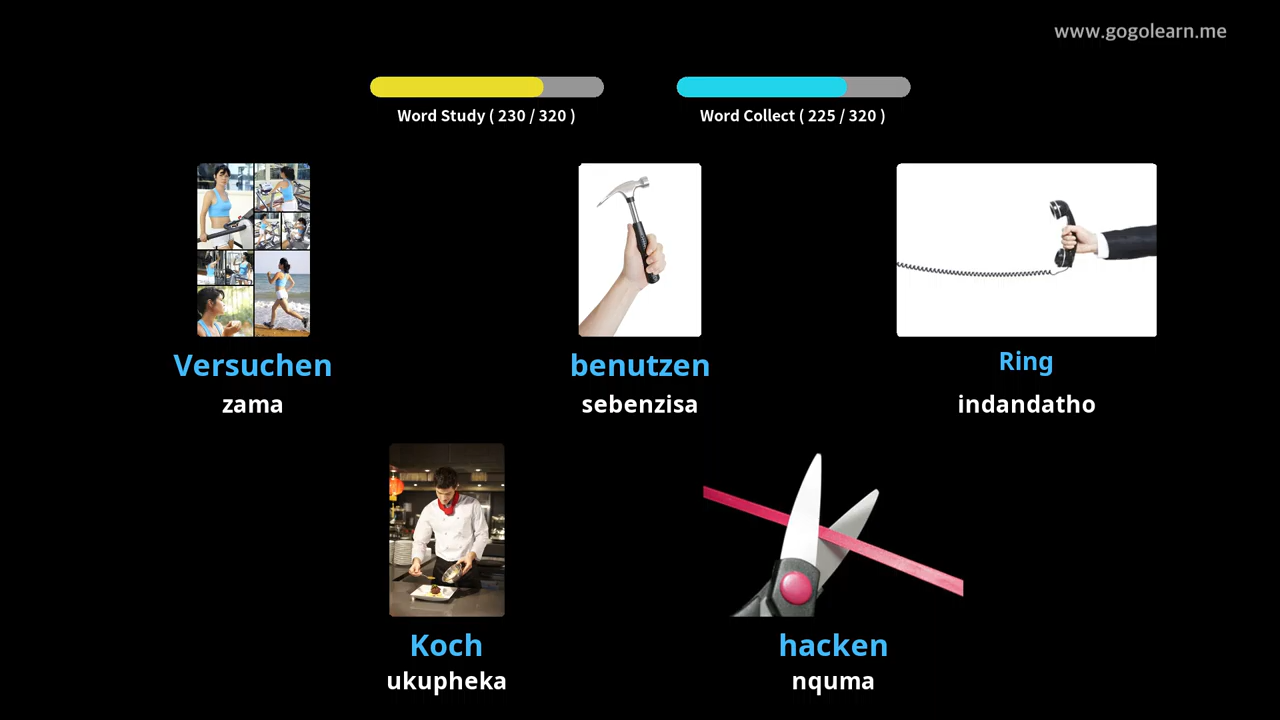 www.gogolearn.me
Word Study ( 230 / 320 )
Word Collect ( 225 / 320 )
Versuchen
zama
benutzen
sebenzisa
Ring
indandatho
Koch
ukupheka
hacken
nquma